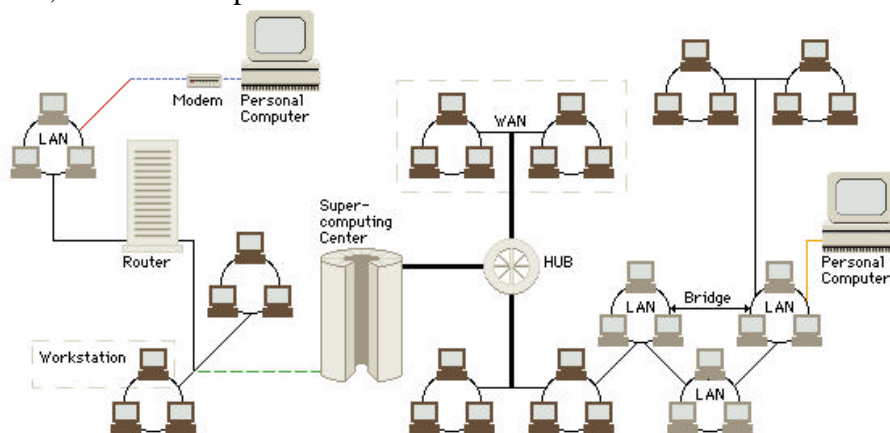 Modem
Personal
Computer
LAN
WAN
Super-
computing
Center
Router
HUB
Personal
Computer
LAN
Bridge
LAN
Workstation
LAN